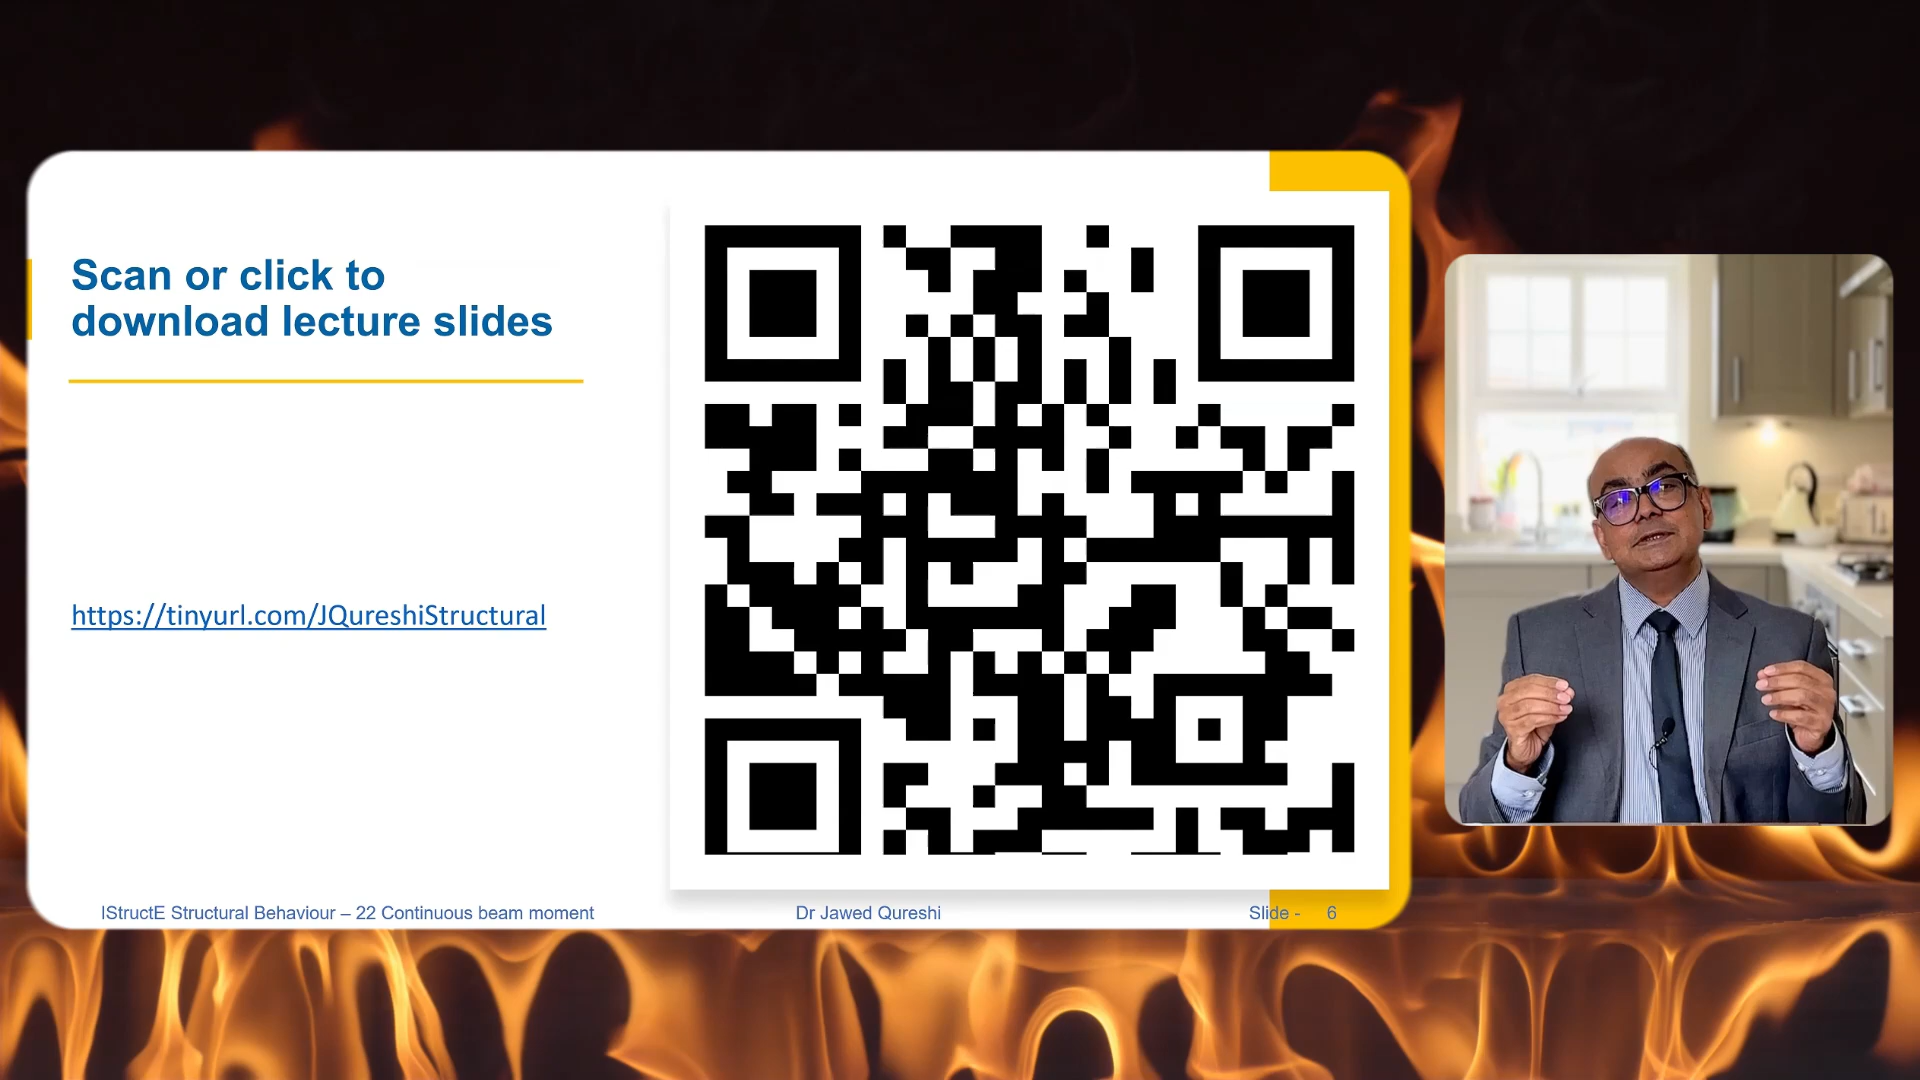 Scan or click to
download lecture slides
https://tinyurl.com/JQureshiStructural
IStructE Structural Behaviour – 22 Continuous beam moment
Dr Jawed Qureshi
Slide - 6